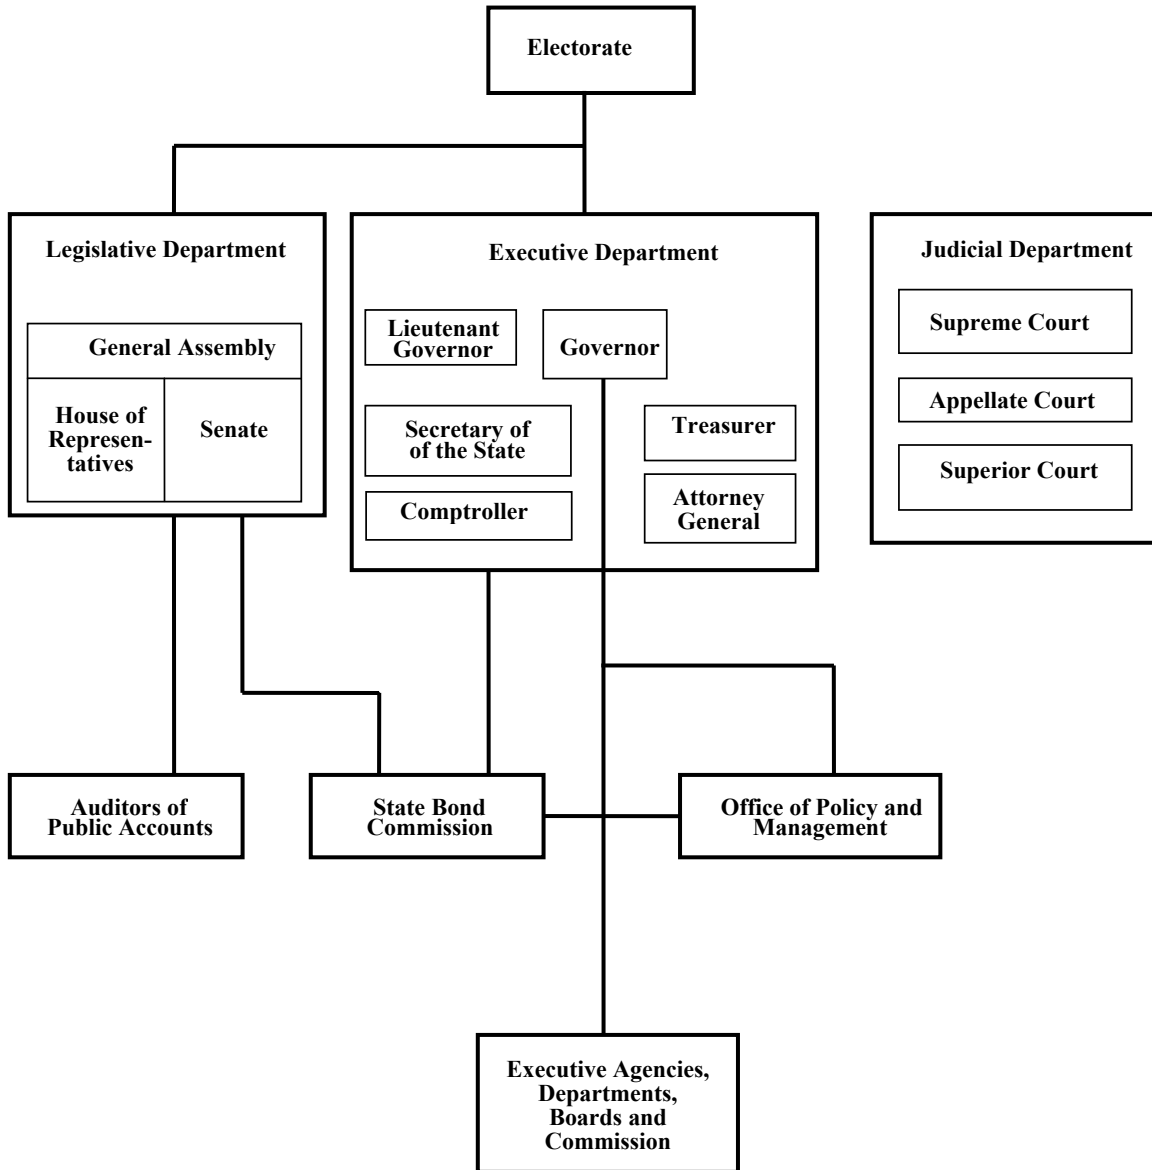 Electorate
Legislative Department
General Assembly
House of
Represen-
tatives
Senate
Executive Department
Lieutenant
Governor
Governor
Secretary of
of the State
Treasurer
Comptroller
Attorney
General
Judicial Department
Supreme Court
Appellate Court
Superior Court
Auditors of
Public Accounts
State Bond
Commission
Office of Policy and
Management
Executive Agencies,
Departments,
Boards and
Commission